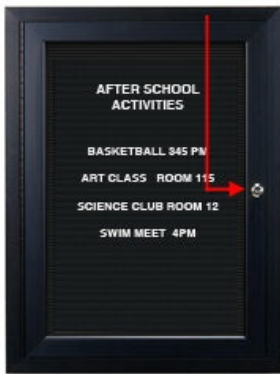 AFTER SCHOOL
ACTIVITIES
BASKETBALL 345 PM
ART CLASS ROOM 115
SCIENCE CLUB ROOM 12
SWIM MEET 4PM